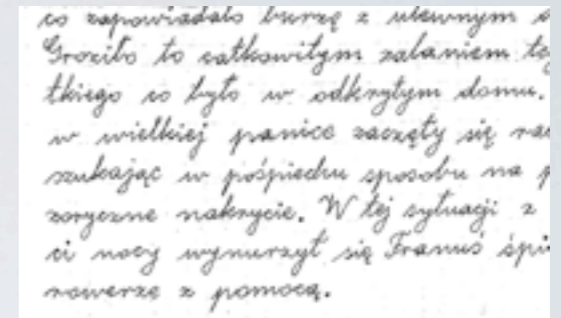 co zapowiadało burzę z ulewnym
Groziło to całkowitym zalaniem
tkiego co było w odkrytym domu.
w wielkiej panice zaczęły się
szukając w pośpiechu sposobu na
zoryczne nakrycie. W tej sytuacji z
ci nocy wynurzył się Franuś
rowerze z pomocą.